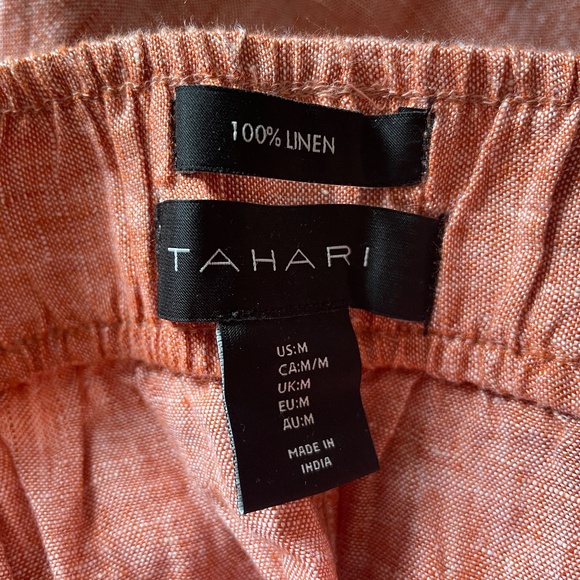 100% LINEN
TAHARI
US:M
CA:M/M
UK:M
EU:M
AU:M
MADE IN
INDIA